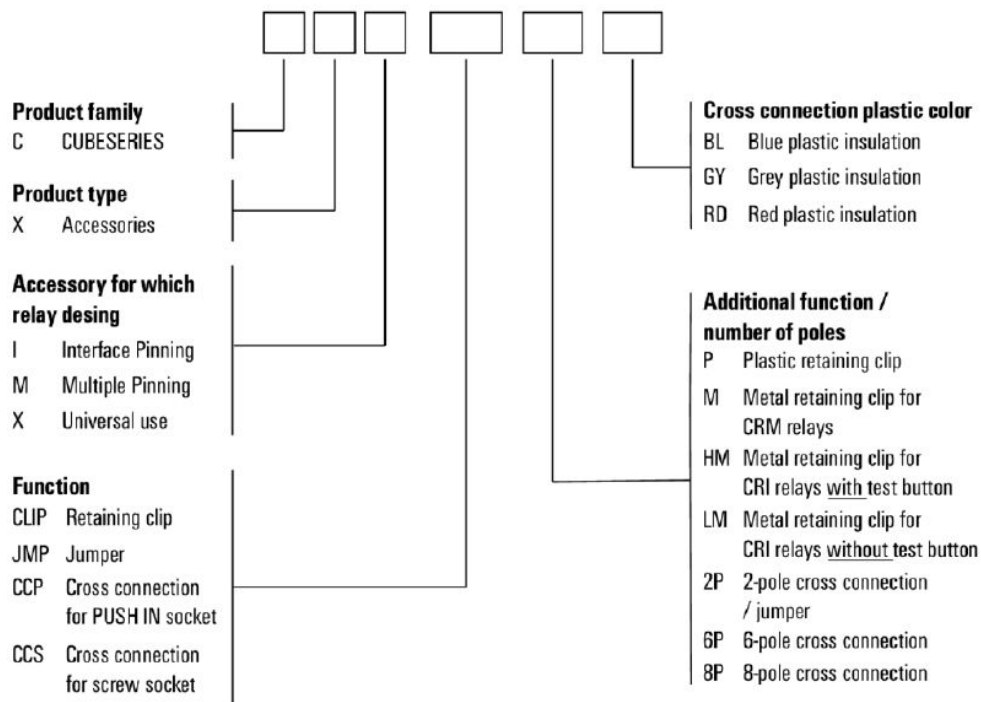 Product family
C CUBESERIES
Product type
X Accessories
Accessory for which
relay desing
I Interface Pinning
M Multiple Pinning
X Universal use
Function
CLIP Retaining clip
JMP Jumper
CCP Cross connection
for PUSH IN socket
CCS Cross connection
for screw socket
Cross connection plastic color
BL Blue plastic insulation
GY Grey plastic insulation
RD Red plastic insulation
Additional function /
number of poles
P Plastic retaining clip
M Metal retaining clip for
CRM relays
HM Metal retaining clip for
CRI relays with test button
LM Metal retaining clip for
CRI relays without test button
2P 2-pole cross connection
/ jumper
6P 6-pole cross connection
8P 8-pole cross connection